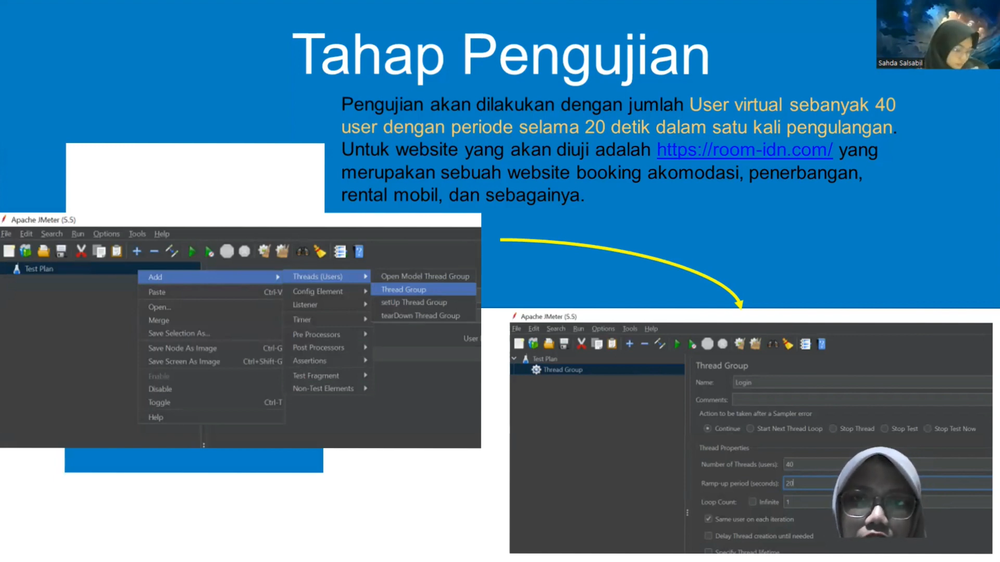 Tahap Pengujian
Sahda Salsabil
Pengujian akan dilakukan dengan jumlah User virtual sebanyak 40
user dengan periode selama 20 detik dalam satu kali pengulangan.
Untuk website yang akan diuji adalah https://room-idn.com/ yang
merupakan sebuah website booking akomodasi, penerbangan,
rental mobil, dan sebagainya.
Apache JMeter (5.5)
File Edit Search Run Options Tools Help
Test Plan
Add
Paste Ctrl-V
Open...
Merge
Save Selection As...
Save Node As Image Ctrl-G
Save Screen As Image Ctrl+Shift-G
Enable
Disable
Toggle Ctrl-T
Help
Threads (Users)
Config Element
Listener
Timer
Pre Processors
Post Processors
Assertions
Test Fragment
Non-Test Elements
Open Model Thread Group
Thread Group
setUp Thread Group
tearDown Thread Group
User
Apache JMeter (5.5)
File Edit Search Run Options Tools Help
Test Plan
Thread Group
Thread Group
Name: Login
Comments:
Action to be taken after a Sampler error
Continue Start Next Thread Loop Stop Thread Stop Test Stop Test Now
Thread Properties
Number of Threads (users): 40
Ramp-up period (seconds): 20
Loop Count: Infinite 1
Same user on each iteration
Delay Thread creation until needed
Specify Thread lifetime